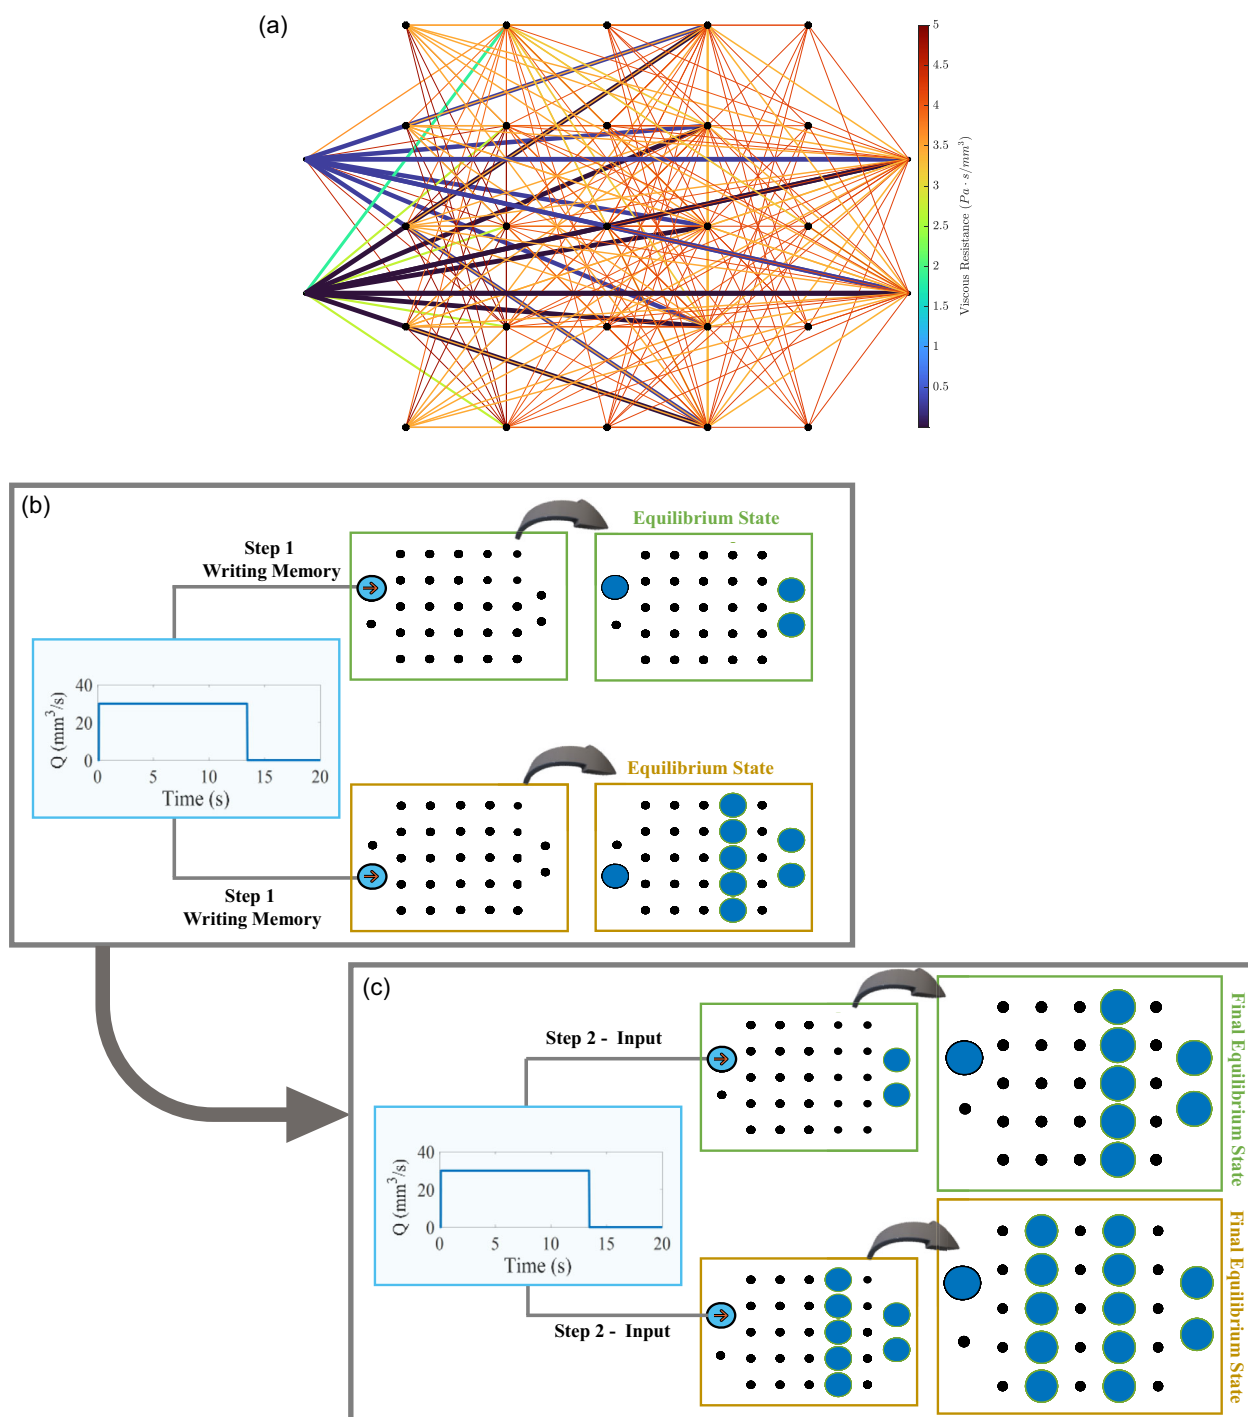 (a)
5
4.5
4
3.5
3
2.5
2
1.5
1
0.5
Viscous Resistance (Pa · s/mm³)
(b)
Step 1
Writing Memory
Equilibrium State
40
20
0
Q (mm³/s)
0 5 10 15 20
Time (s)
Equilibrium State
Step 1
Writing Memory
(c)
Step 2 - Input
Final Equilibrium State
40
20
0
Q (mm³/s)
0 5 10 15 20
Time (s)
Step 2 - Input
Final Equilibrium State